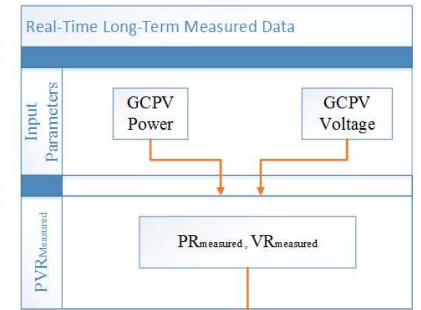 Real-Time Long-Term Measured Data
Input
Parameters
GCPV
Power
GCPV
Voltage
PVRMeasured
PRmeasured, VRmeasured